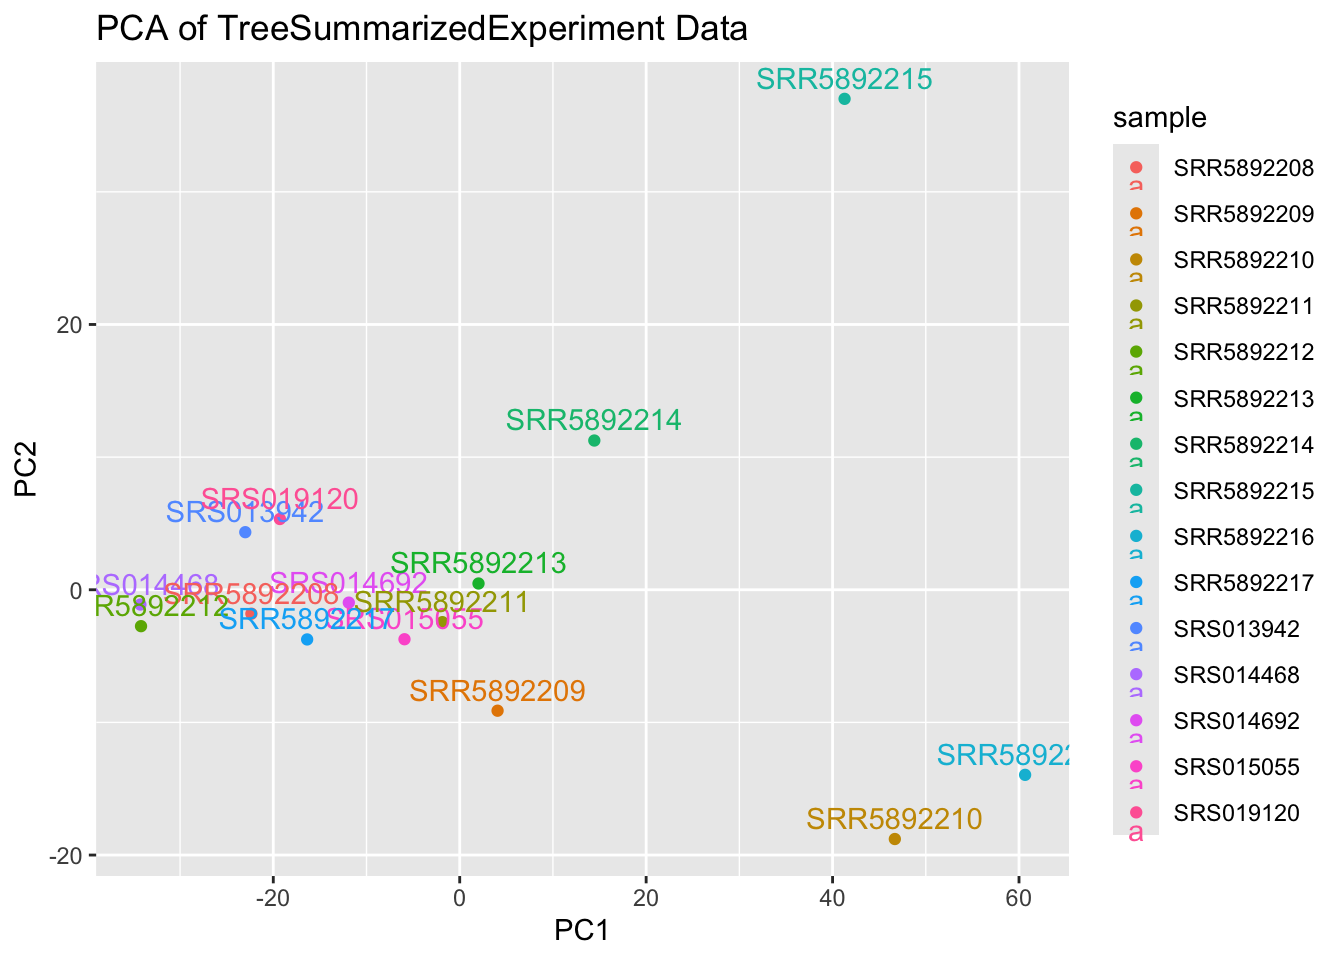 PCA of TreeSummarizedExperiment Data
SRR5892215
SRR5892214
SRS019120
SRS013942
SRR5892213
RS014468
SRS014692
SRR5892208
R5892212
SRR5892211
SRR5892217
SRS015055
SRR5892209
SRR58922
SRR5892210
20
0
-20
PC2
-20
0
20
40
60
PC1
sample
a SRR5892208
a SRR5892209
a SRR5892210
a SRR5892211
a SRR5892212
a SRR5892213
a SRR5892214
a SRR5892215
a SRR5892216
a SRR5892217
a SRS013942
a SRS014468
a SRS014692
a SRS015055
a SRS019120